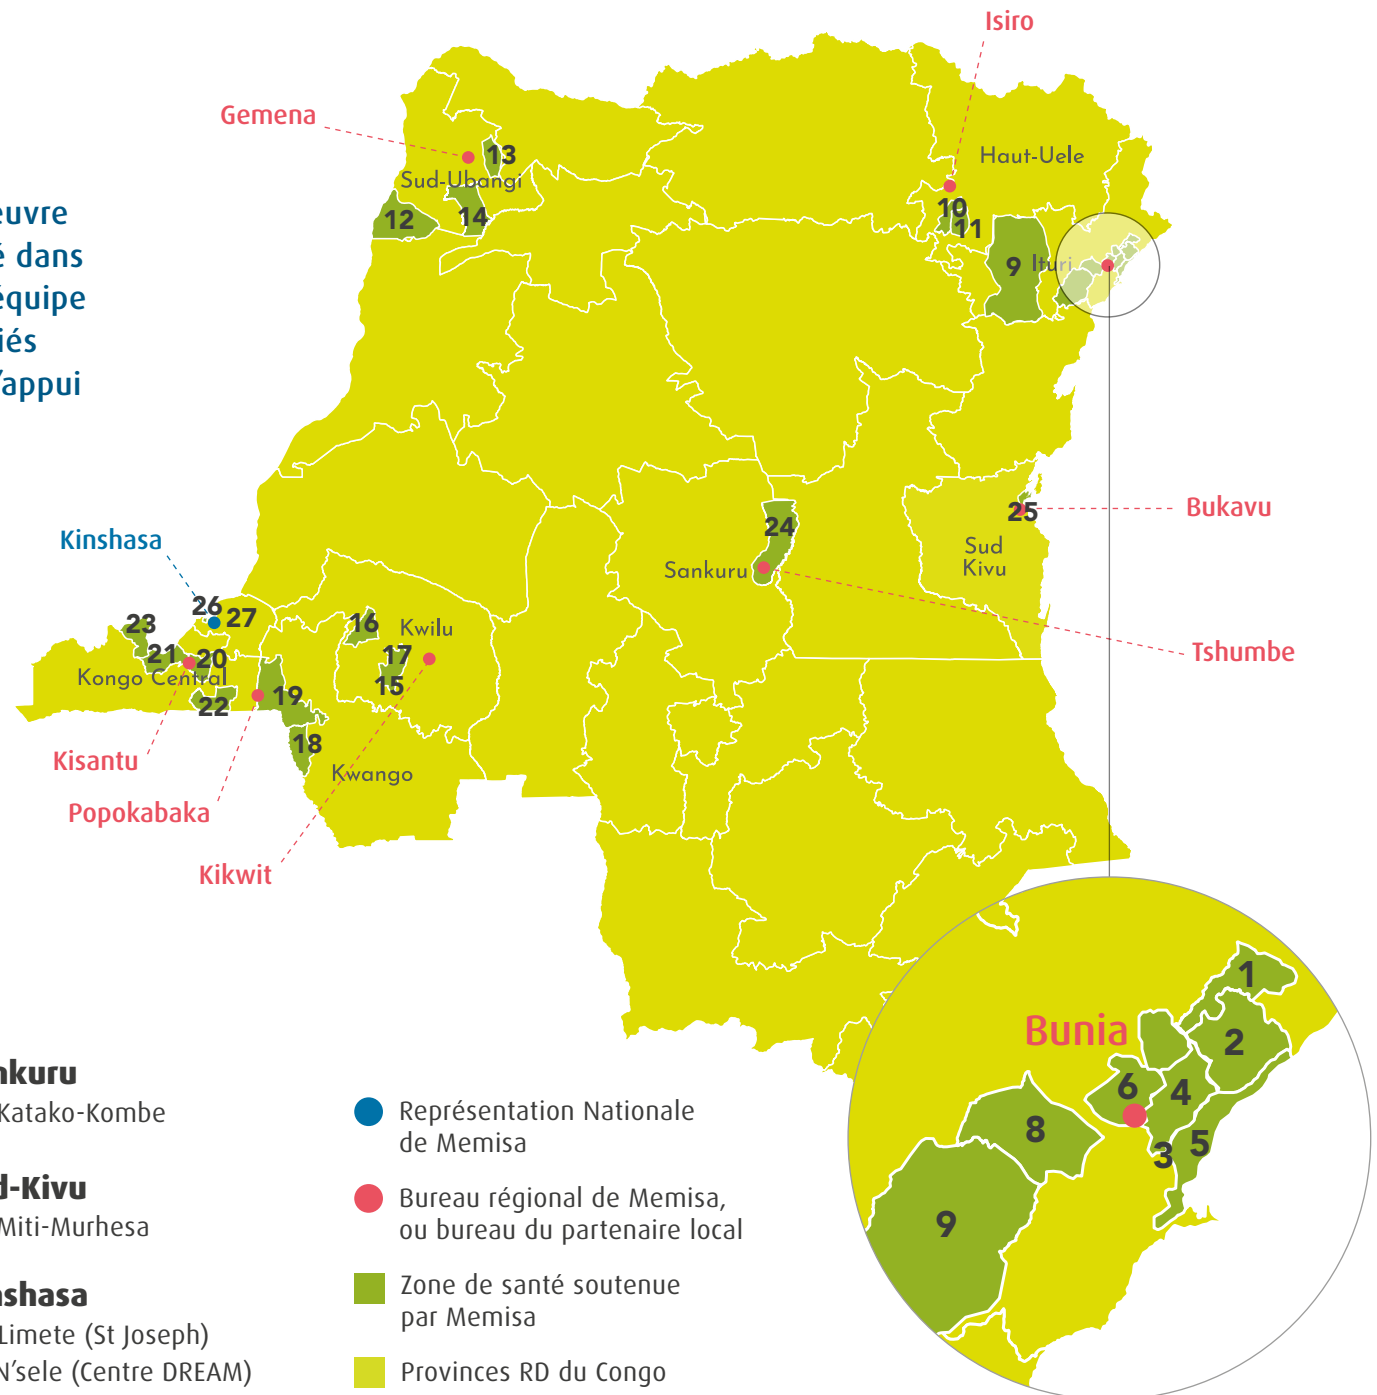 Isiro
Gemena
13
Haut-Uele
Sud-Ubangi
12
14
10
11
9
Ituri
euvre
é dans
équipe
iés
'appui
24
25
Bukavu
Sankuru
Sud
Kivu
Kinshasa
26
27
23
16
Kwilu
21
20
17
Kongo Central
15
19
22
Tshumbe
18
Kisantu
Kwango
Popokabaka
Kikwit
1
Bunia
2
6
4
8
3
5
9
nkuru
Katako-Kombe
d-Kivu
Miti-Murhesa
nshasa
Limete (St Joseph)
N'sele (Centre DREAM)
Représentation Nationale
de Memisa
Bureau régional de Memisa,
ou bureau du partenaire local
Zone de santé soutenue
par Memisa
Provinces RD du Congo